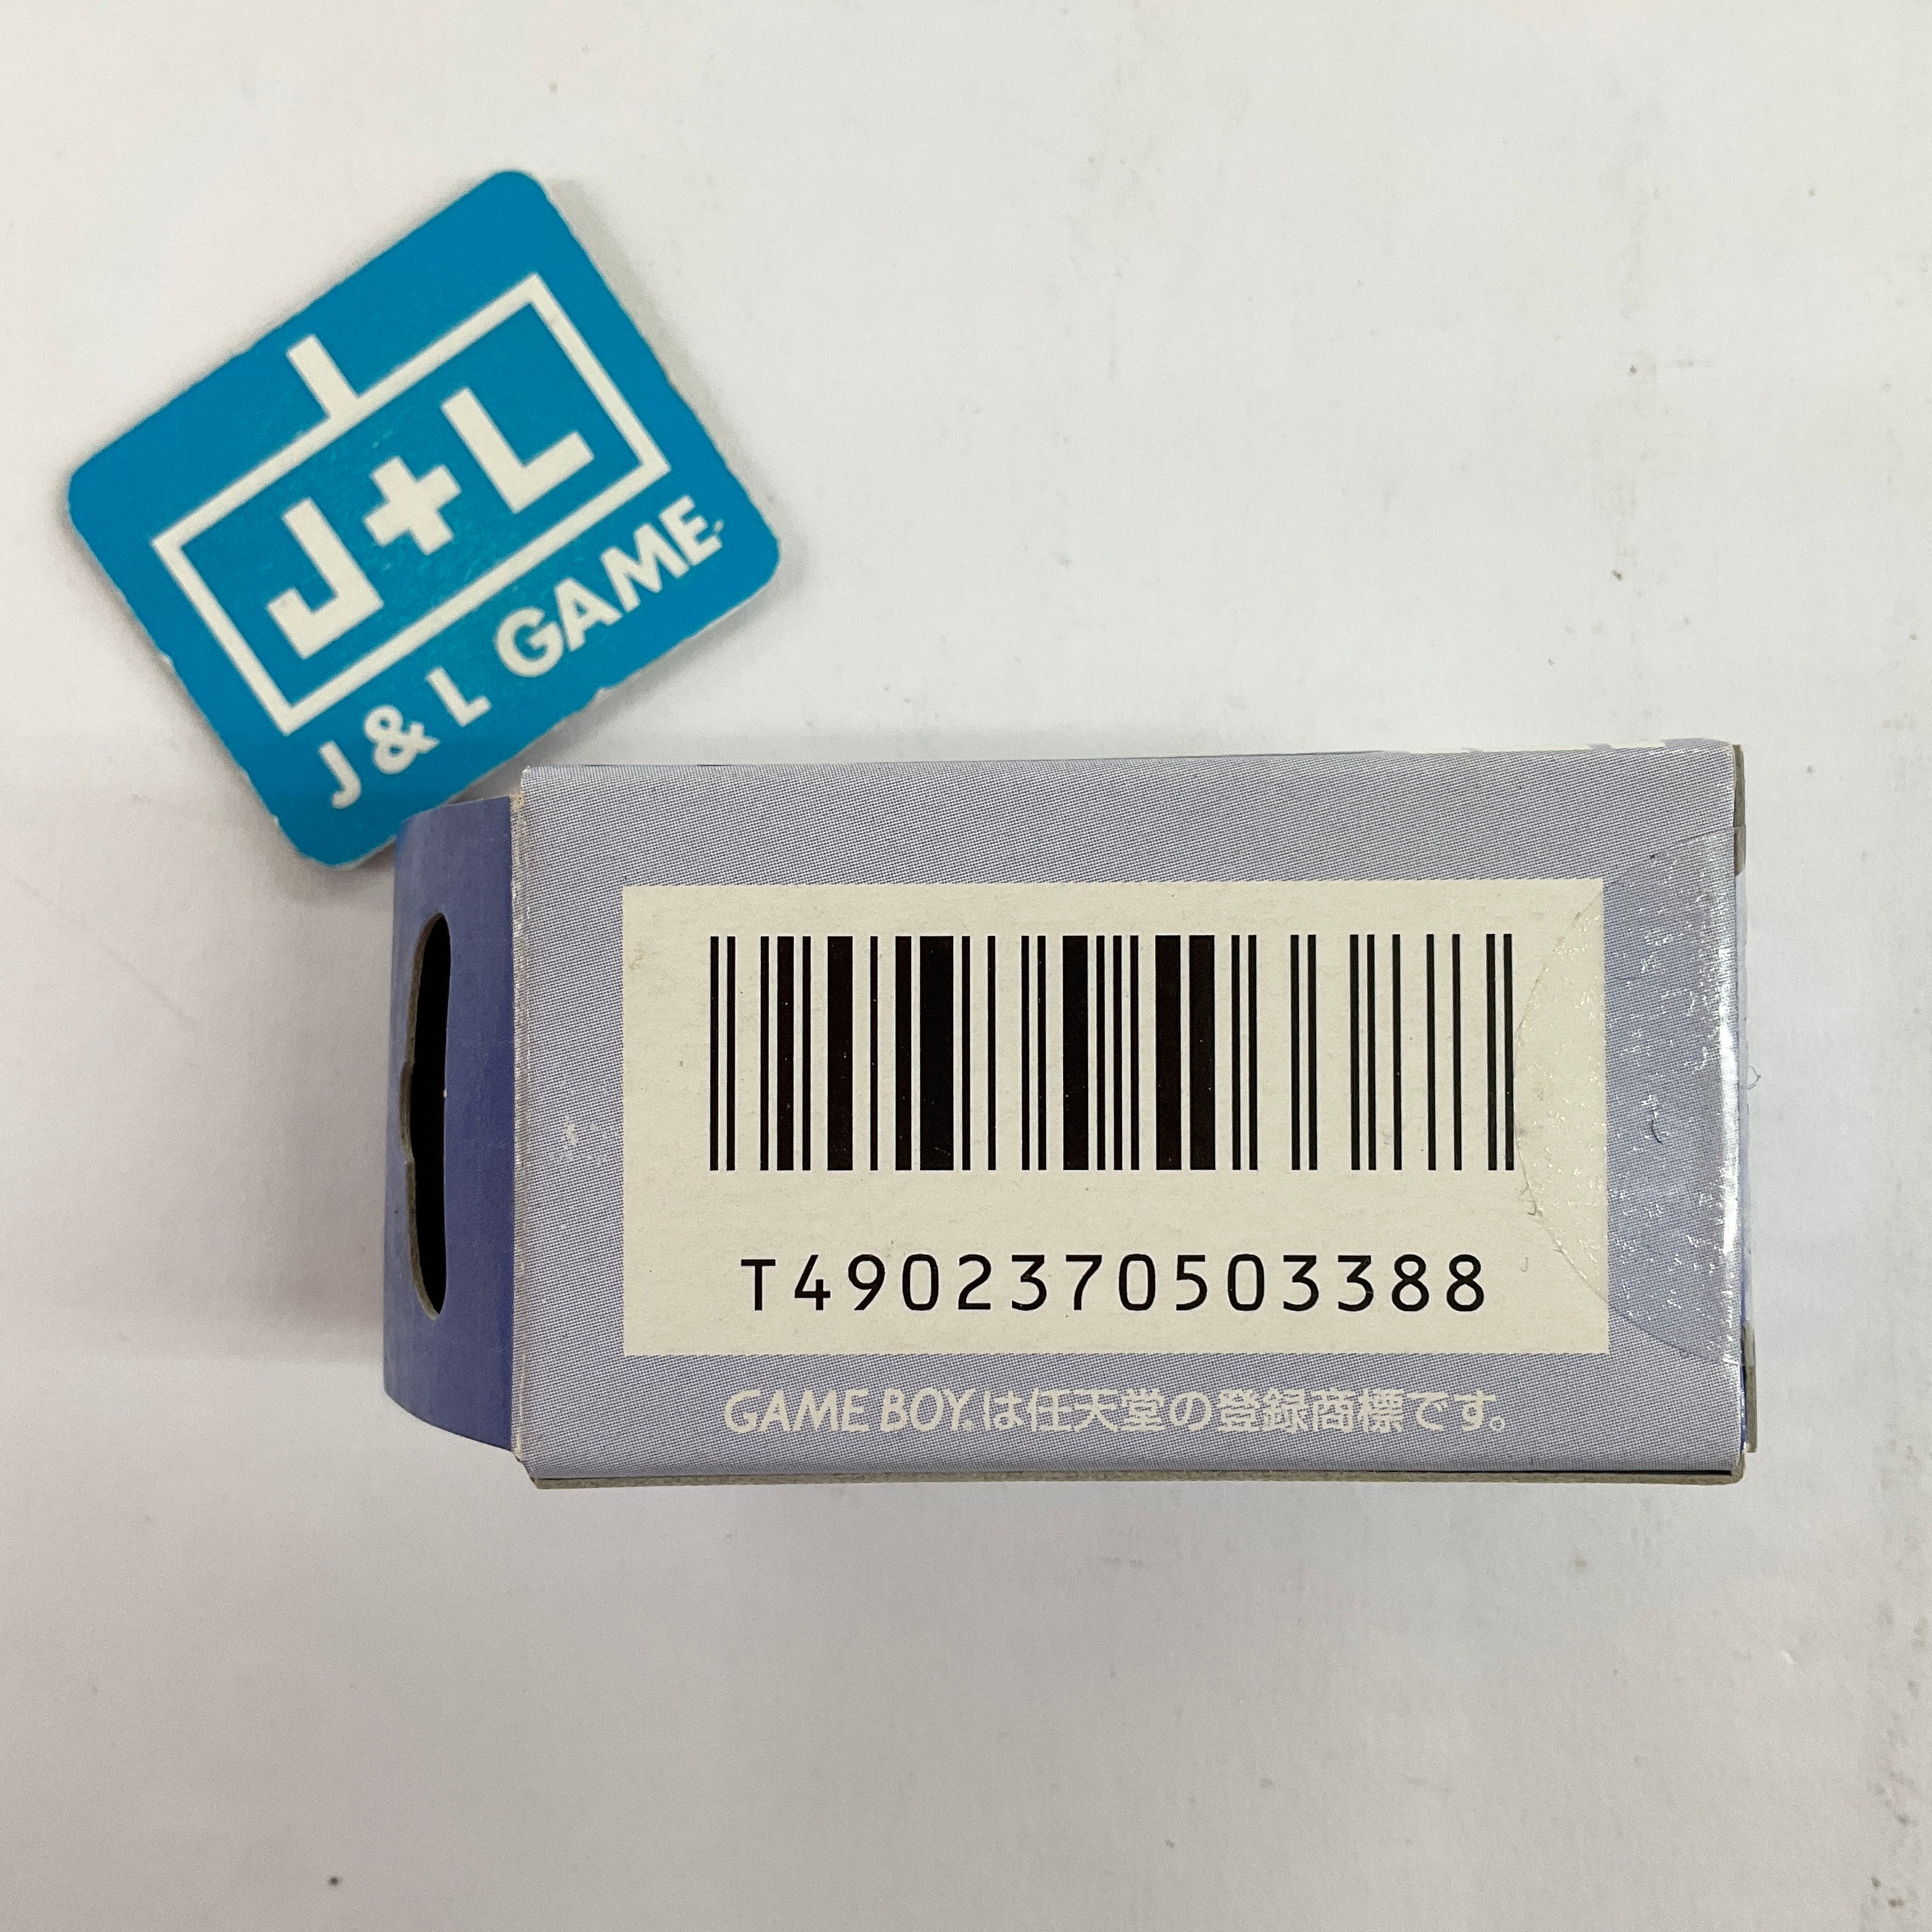 J+L
J & L GAME
T4902370503388
GAME BOY は任天堂の登録商標です。